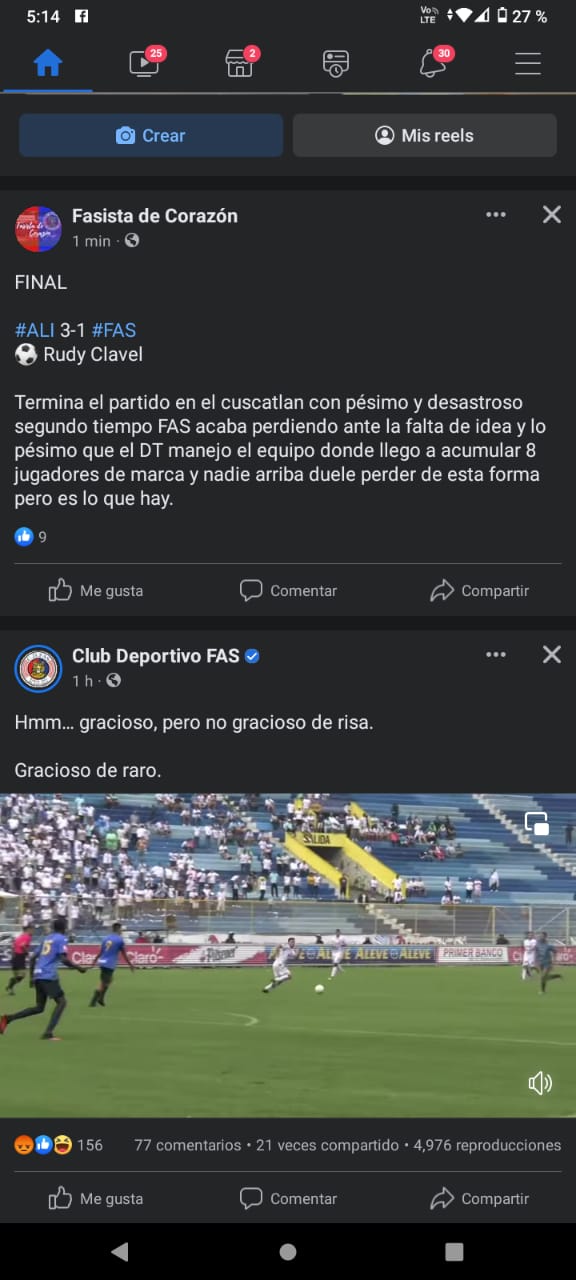 5:14
Vo
LTE
27 %
25
2
30
Crear
Mis reels
Fasista de Corazón
1 min ·
FINAL
#ALI 3-1 #FAS
Rudy Clavel
Termina el partido en el cuscatlan con pésimo y desastroso
segundo tiempo FAS acaba perdiendo ante la falta de idea y lo
pésimo que el DT manejo el equipo donde llego a acumular 8
jugadores de marca y nadie arriba duele perder de esta forma
pero es lo que hay.
9
Me gusta
Comentar
Compartir
Club Deportivo FAS
1 h ·
Hmm... gracioso, pero no gracioso de risa.
Gracioso de raro.
SALIDA
Claro
Pilsener
ALEVE
ALEVE
PRIMER BANCO
5
156
77 comentarios • 21 veces compartido • 4,976 reproducciones
Me gusta
Comentar
Compartir